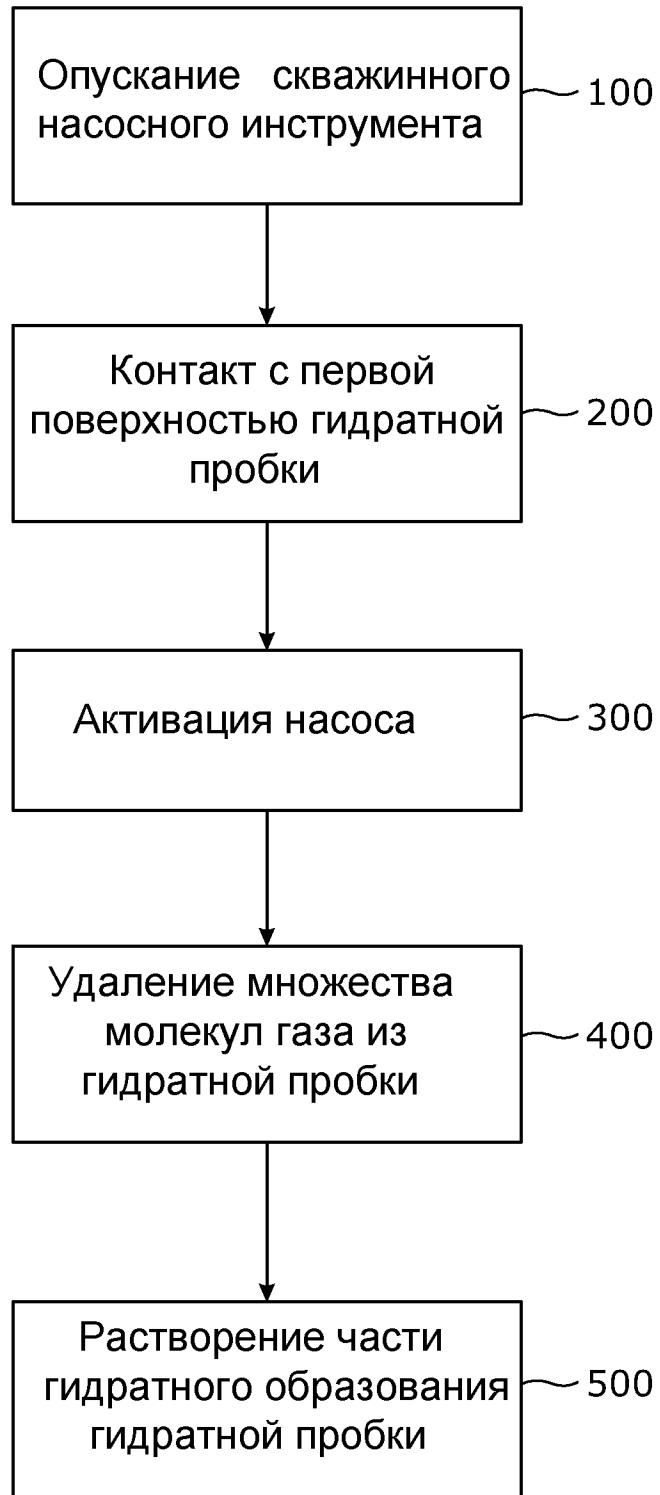 Опускание скважинного
насосного инструмента
100
Контакт с первой
поверхностью гидратной
пробки
200
Активация насоса
300
Удаление множества
молекул газа из
гидратной пробки
400
Растворение части
гидратного образования
гидратной пробки
500